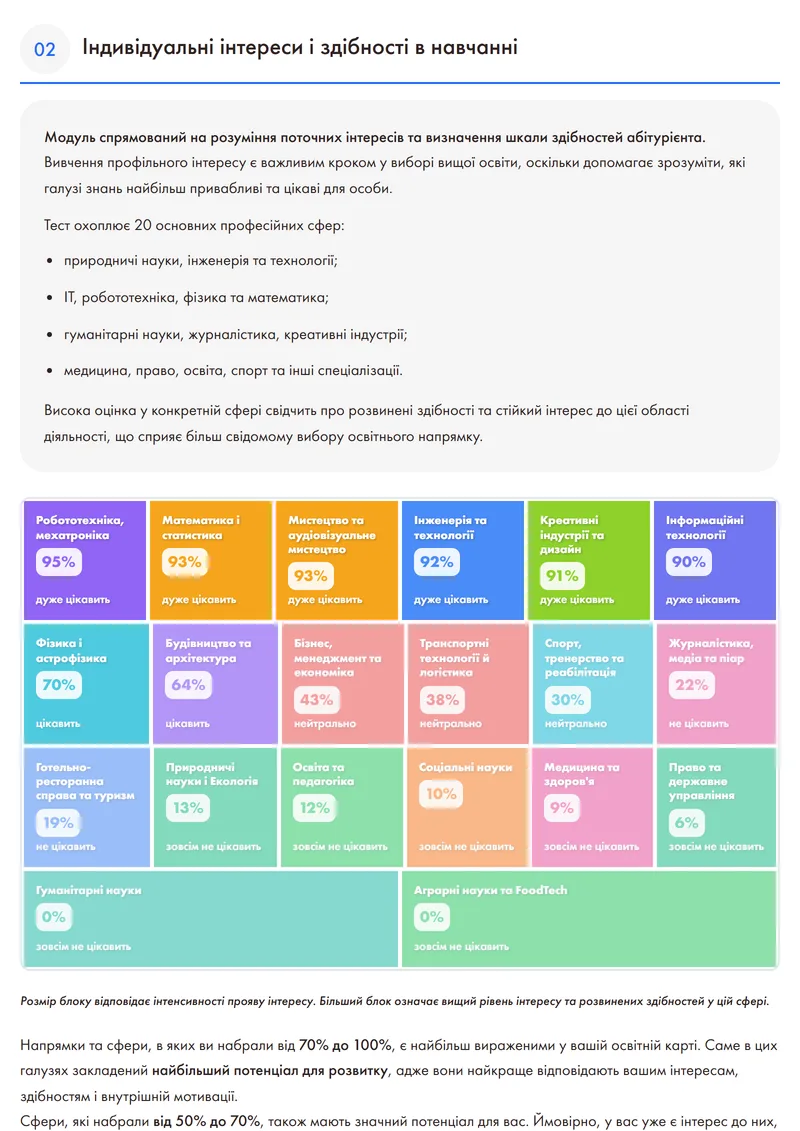 02
Індивідуальні інтереси і здібності в навчанні
Модуль спрямований на розуміння поточних інтересів та визначення шкали здібностей абітурієнта.
Вивчення профільного інтересу є важливим кроком у виборі вищої освіти, оскільки допомагає зрозуміти, які
галузі знань найбільш привабливі та цікаві для особи.
Тест охоплює 20 основних професійних сфер:
• природничі науки, інженерія та технології;
• ІТ, робототехніка, фізика та математика;
• гуманітарні науки, журналістика, креативні індустрії;
• медицина, право, освіта, спорт та інші спеціалізації.
Висока оцінка у конкретній сфері свідчить про розвинені здібності та стійкий інтерес до цієї області
діяльності, що сприяє більш свідомому вибору освітнього напрямку.
Робототехніка,
мехатроніка
95%
дуже цікавить
Математика і
статистика
93%
дуже цікавить
Мистецтво та
аудіовізуальне
мистецтво
93%
дуже цікавить
Інженерія та
технології
92%
дуже цікавить
Креативні
індустрії та
дизайн
91%
дуже цікавить
Інформаційні
технології
90%
дуже цікавить
Фізика і
астрофізика
70%
цікавить
Будівництво та
архітектура
64%
цікавить
Бізнес,
менеджмент та
економіка
43%
нейтрально
Транспортні
технології й
логістика
38%
нейтрально
Спорт,
тренерство та
реабілітація
30%
нейтрально
Журналістика,
медіа та піар
22%
не цікавить
Готельно-
ресторанна
справа та туризм
19%
не цікавить
Природничі
науки і Екологія
13%
зовсім не цікавить
Освіта та
педагогіка
12%
зовсім не цікавить
Соціальні науки
10%
зовсім не цікавить
Медицина та
здоров'я
9%
зовсім не цікавить
Право та
державне
управління
6%
зовсім не цікавить
Гуманітарні науки
0%
зовсім не цікавить
Аграрні науки та FoodTech
0%
зовсім не цікавить
Розмір блоку відповідає інтенсивності прояву інтересу. Більший блок означає вищий рівень інтересу та розвинених здібностей у цій сфері.
Напрямки та сфери, в яких ви набрали від 70% до 100%, є найбільш вираженими у вашій освітній карті. Саме в цих
галузях закладений найбільший потенціал для розвитку, адже вони найкраще відповідають вашим інтересам,
здібностям і внутрішній мотивації.
Сфери, які набрали від 50% до 70%, також мають значний потенціал для вас. Ймовірно, у вас уже є інтерес до них,